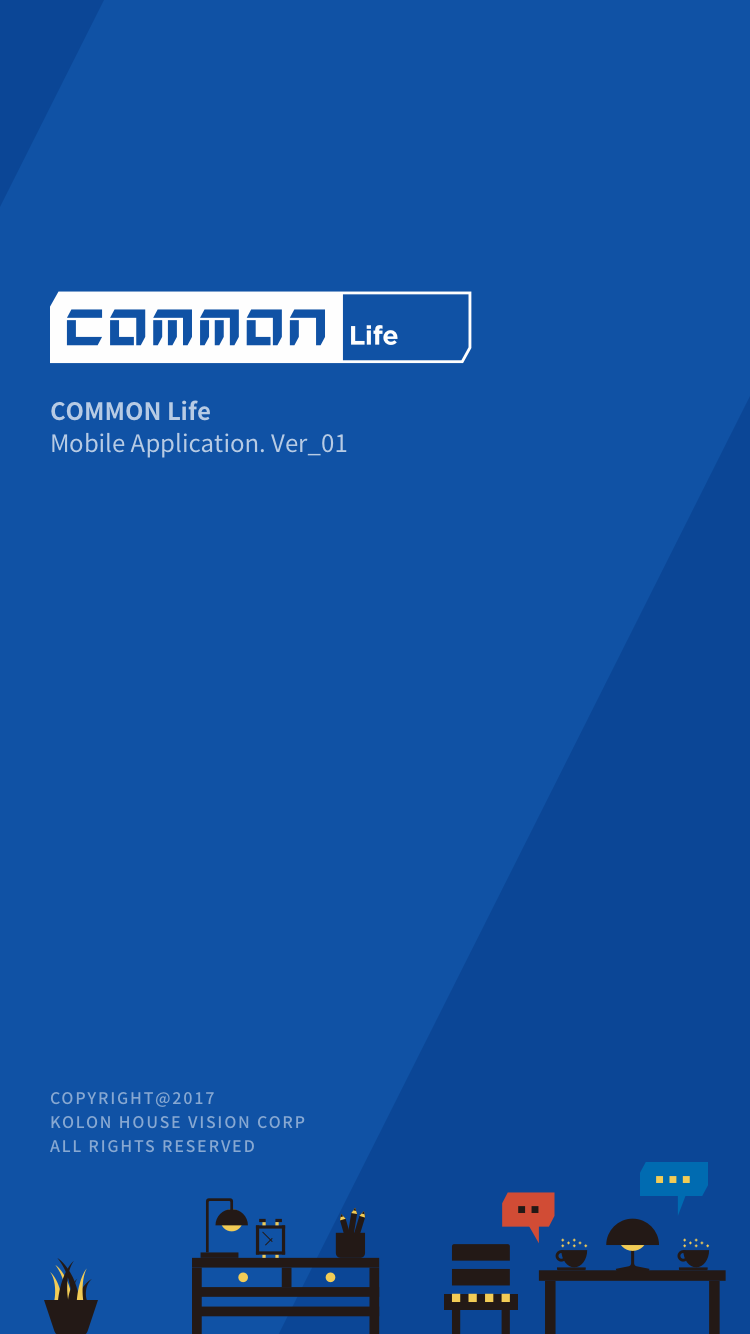 common Life
COMMON Life
Mobile Application. Ver_01
COPYRIGHT@2017
KOLON HOUSE VISION CORP
ALL RIGHTS RESERVED